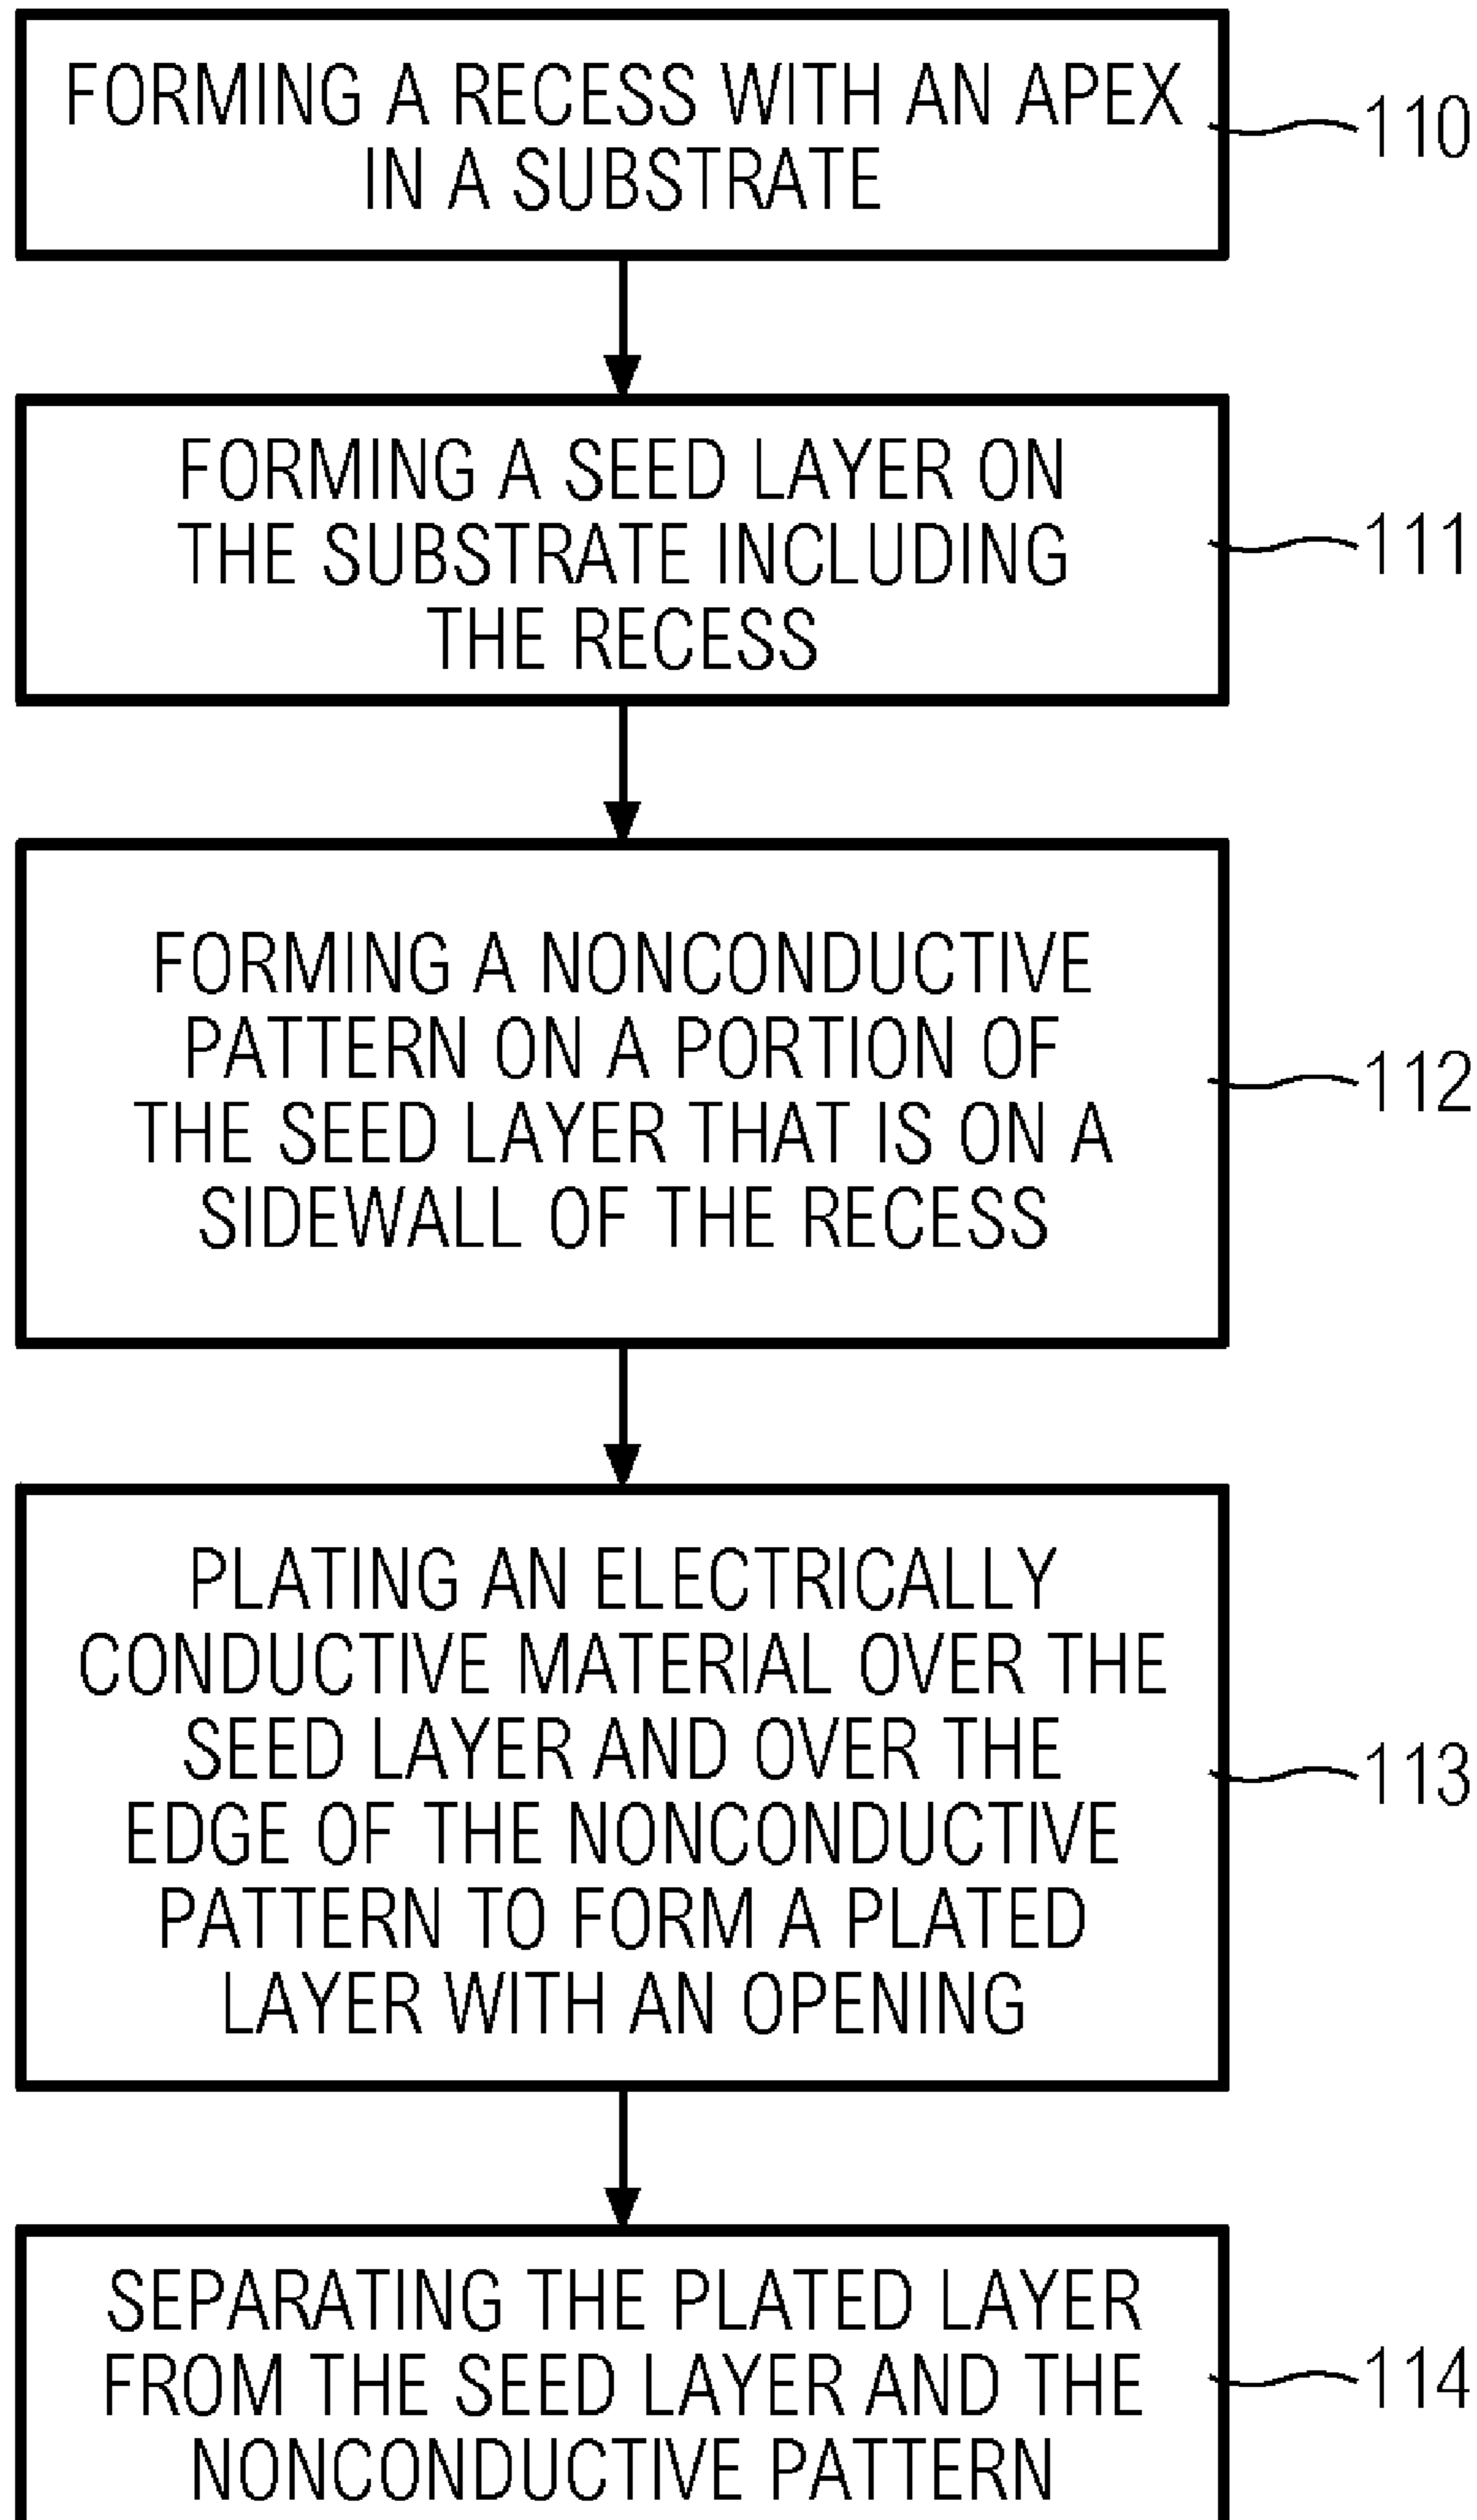 FORMING A RECESS WITH AN APEX
IN A SUBSTRATE
110
FORMING A SEED LAYER ON
THE SUBSTRATE INCLUDING
THE RECESS
111
FORMING A NONCONDUCTIVE
PATTERN ON A PORTION OF
THE SEED LAYER THAT IS ON A
SIDEWALL OF THE RECESS
112
PLATING AN ELECTRICALLY
CONDUCTIVE MATERIAL OVER THE
SEED LAYER AND OVER THE
EDGE OF THE NONCONDUCTIVE
PATTERN TO FORM A PLATED
LAYER WITH AN OPENING
113
SEPARATING THE PLATED LAYER
FROM THE SEED LAYER AND THE
NONCONDUCTIVE PATTERN
114